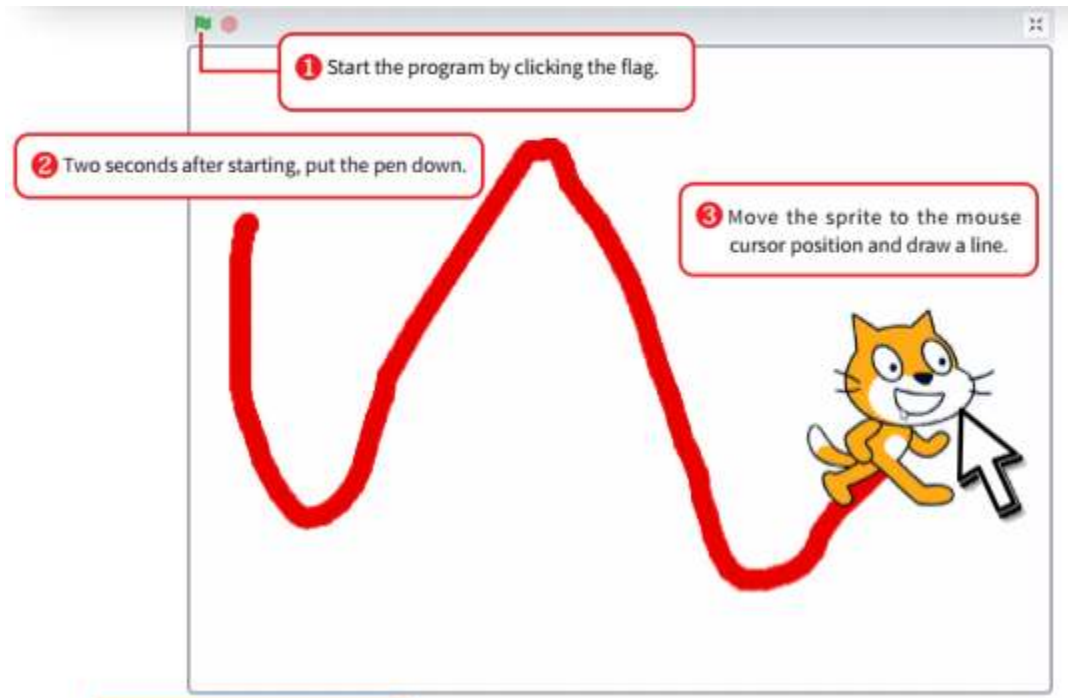 ❶ Start the program by clicking the flag.
❷ Two seconds after starting, put the pen down.
❸ Move the sprite to the mouse
cursor position and draw a line.